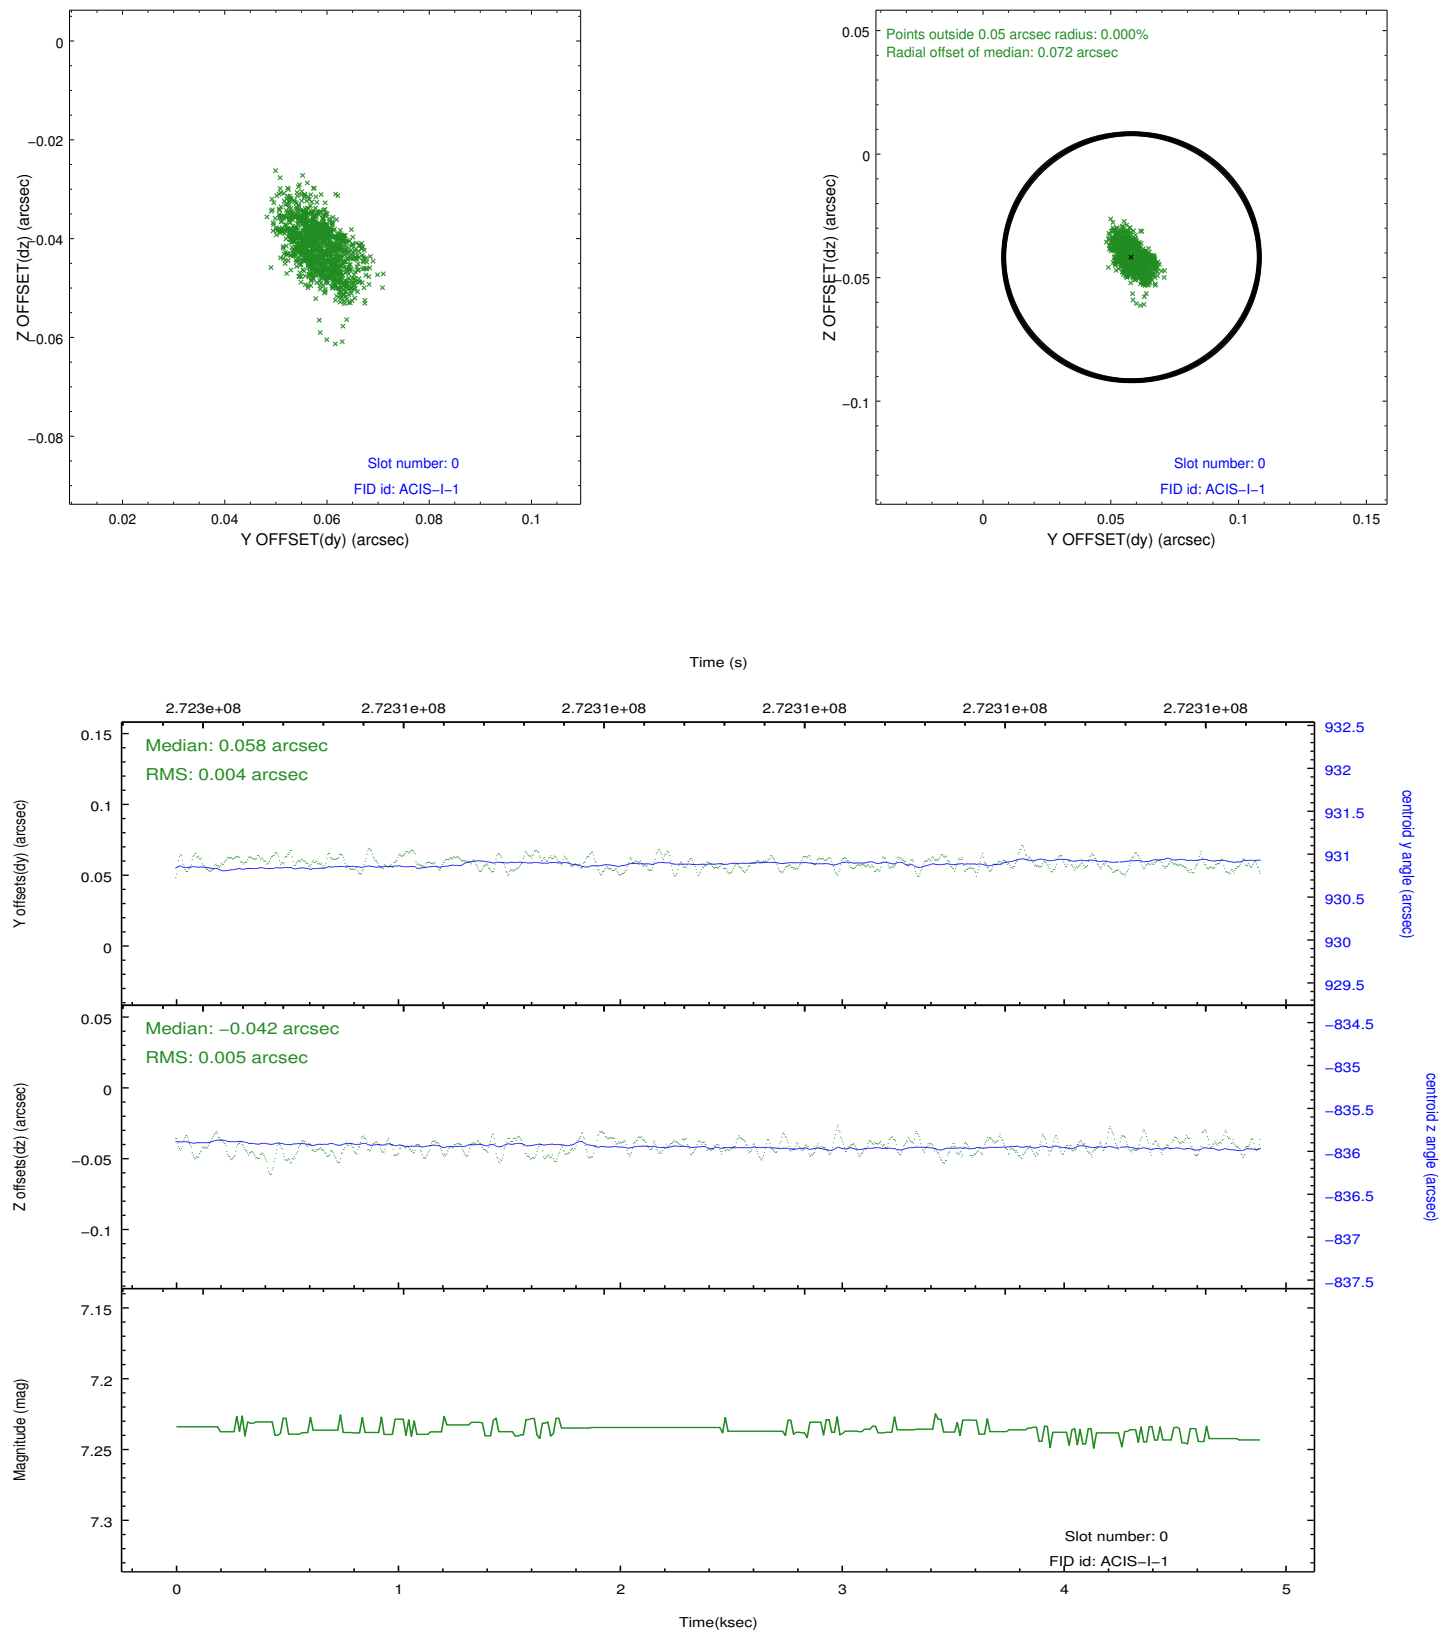 0
−0.02
−0.04
−0.06
−0.08
Z OFFSET(dz) (arcsec)
Slot number: 0
FID id: ACIS−I−1
0.02 0.04 0.06 0.08 0.1
Y OFFSET(dy) (arcsec)
Points outside 0.05 arcsec radius: 0.000%
Radial offset of median: 0.072 arcsec
0.05
0
−0.05
−0.1
Z OFFSET(dz) (arcsec)
Slot number: 0
FID id: ACIS−I−1
0 0.05 0.1 0.15
Y OFFSET(dy) (arcsec)
Time (s)
2.723e+08 2.7231e+08 2.7231e+08 2.7231e+08 2.7231e+08 2.7231e+08
Median: 0.058 arcsec
RMS: 0.004 arcsec
0.15
0.1
0.05
0
Y offsets(dy) (arcsec)
932.5
932
931.5
931
930.5
930
929.5
centroid y angle (arcsec)
Median: −0.042 arcsec
RMS: 0.005 arcsec
0.05
0
−0.05
−0.1
Z offsets(dz) (arcsec)
−834.5
−835
−835.5
−836
−836.5
−837
−837.5
centroid z angle (arcsec)
7.15
7.2
7.25
7.3
Magnitude (mag)
Slot number: 0
FID id: ACIS−I−1
0 1 2 3 4 5
Time(ksec)